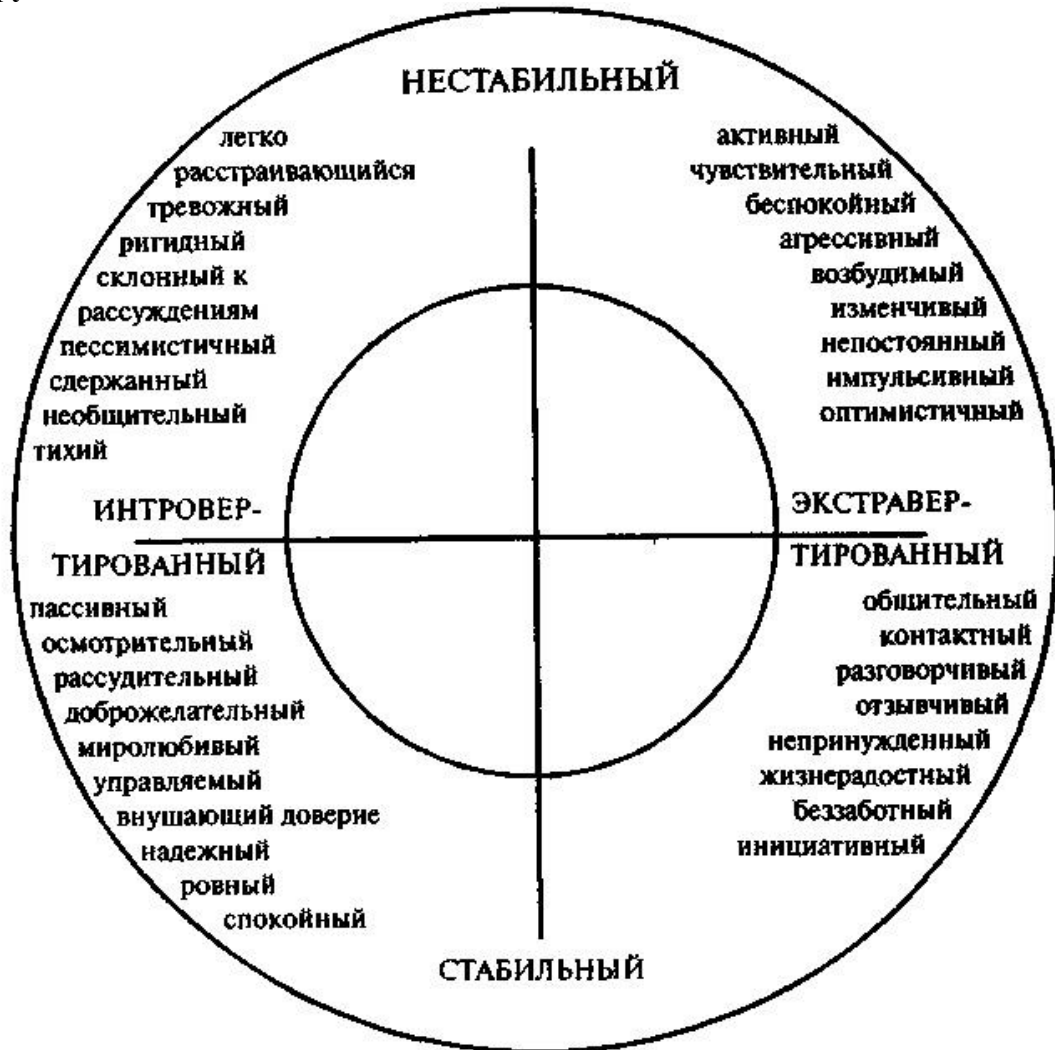 НЕСТАБИЛЬНЫЙ
легко
расстраивающийся
тревожный
ригидный
склонный к
рассуждениям
пессимистичный
сдержанный
необщительный
тихий
активный
чувствительный
беспокойный
агрессивный
возбудимый
изменчивый
непостоянный
импульсивный
оптимистичный
ИНТРОВЕР-
ТИРОВАННЫЙ
ЭКСТРАВЕР-
ТИРОВАННЫЙ
пассивный
осмотрительный
рассудительный
доброжелательный
миролюбивый
управляемый
внушающий доверие
надежный
ровный
спокойный
общительный
контактный
разговорчивый
отзывчивый
непринужденный
жизнерадостный
беззаботный
инициативный
СТАБИЛЬНЫЙ